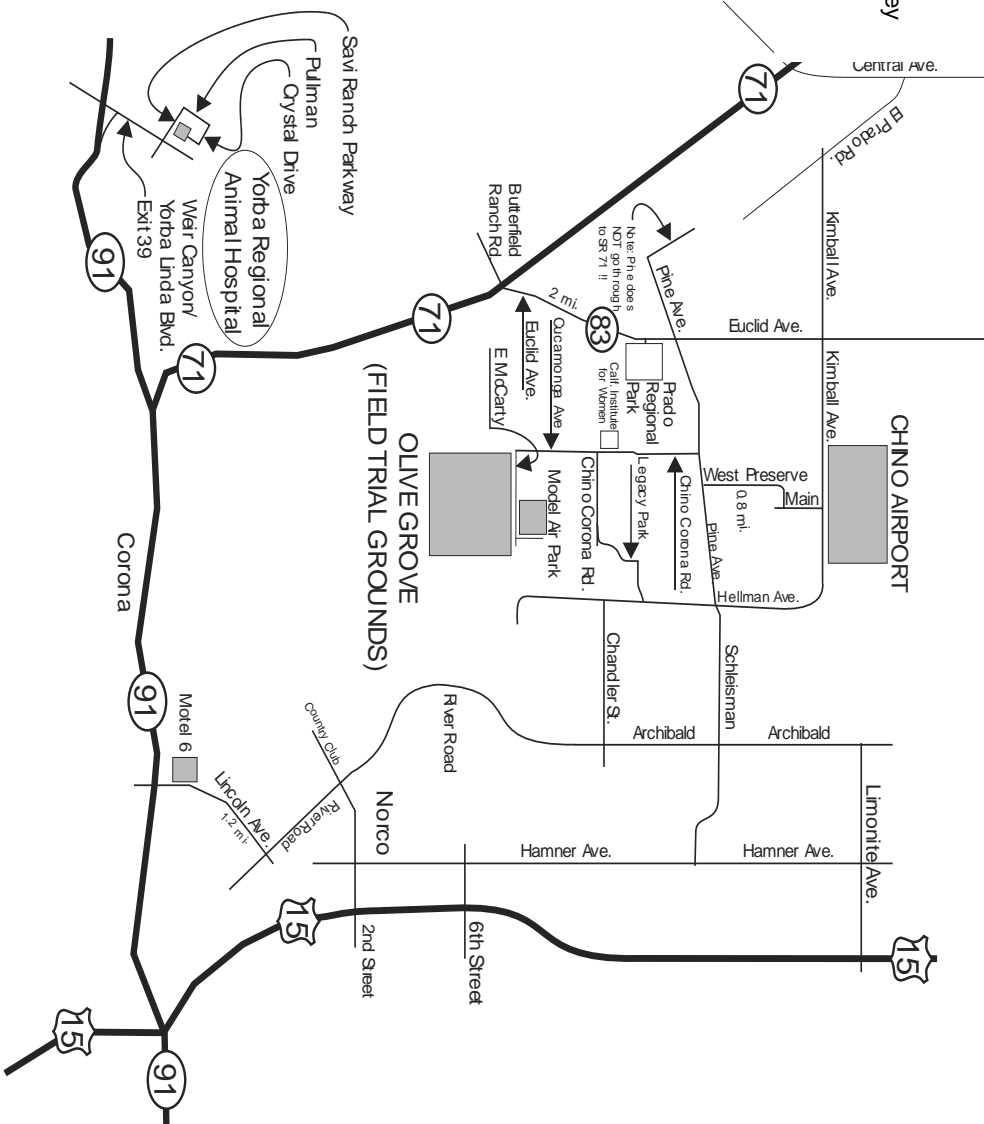 ey
Central Ave.
El Prado Rd.
Kimball Ave.
Kimball Ave.
CHINO AIRPORT
71
Euclid Ave.
Pine Ave.
Note: Pine does
NOT go through
to SR 71 !!
Butterfield
Ranch Rd.
2 mi.
83
Prado
Regional
Park
Calif. Institute
for Women
Cucamonga Ave
Euclid Ave.
E McCarty
West Preserve
Main
0.8 mi.
Pine Ave.
Chino Corona Rd.
Legacy Park
Chino Corona Rd.
Model Air Park
OLIVE GROVE
(FIELD TRIAL GROUNDS)
Hellman Ave.
Savi Ranch Parkway
Pullman
Crystal Drive
Yorba Regional
Animal Hospital
Weir Canyon/
Yorba Linda Blvd.
Exit 39
91
71
71
Corona
Schleisman
Chandler St.
Archibald
Archibald
River Road
Limonite Ave.
Country Club
Norco
River Road
Lincoln Ave.
1.2 mi.
Motel 6
91
Hamner Ave.
Hamner Ave.
15
2nd Street
6th Street
15
15
91